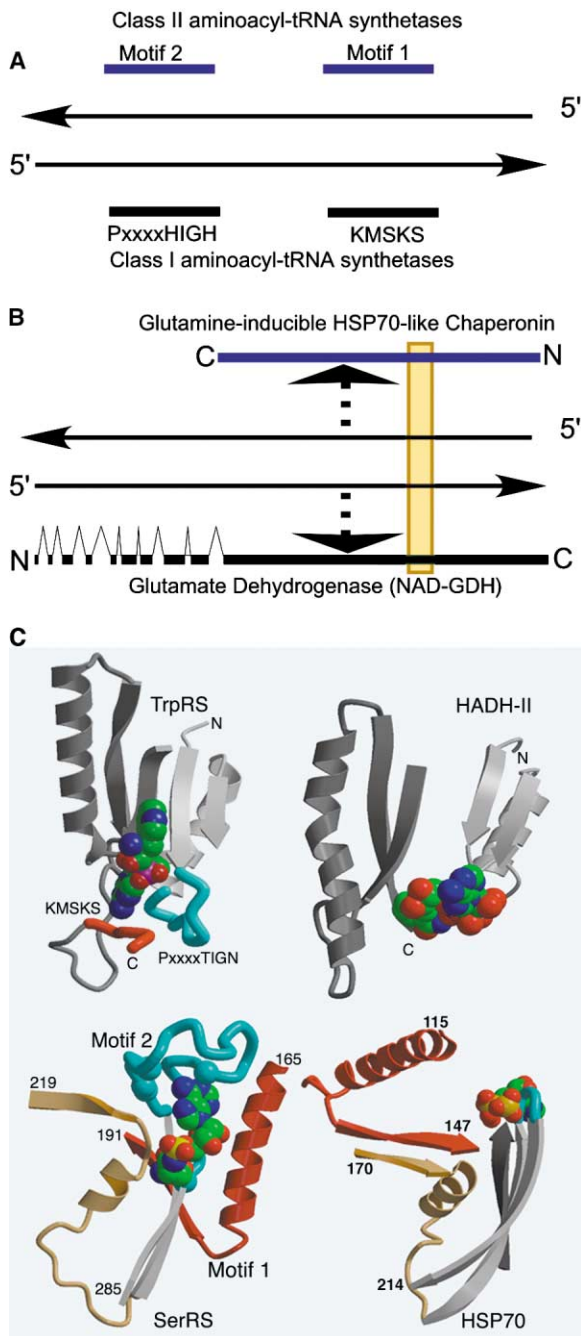 Class II aminoacyl-tRNA synthetases
A
Motif 2 Motif 1
5'
5'
PxxxxHIGH KMSKS
Class I aminoacyl-tRNA synthetases
B
Glutamine-inducible HSP70-like Chaperonin
C N
5'
5'
N C
Glutamate Dehydrogenase (NAD-GDH)
C
TrpRS HADH-II
N N
KMSKS
C PxxxxTIGN C
Motif 2 115
219 165
191 147
170
285 Motif 1 214
SerRS HSP70